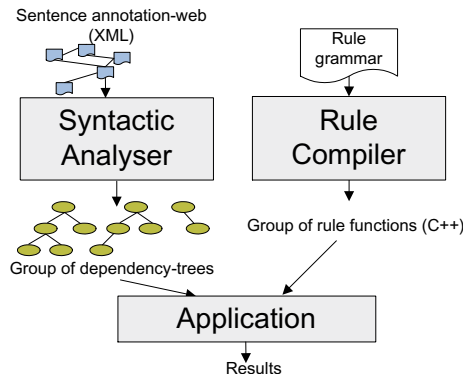 Sentence annotation-web
(XML)
Rule
grammar
Syntactic
Analyser
Rule
Compiler
Group of rule functions (C++)
Group of dependency-trees
Application
Results